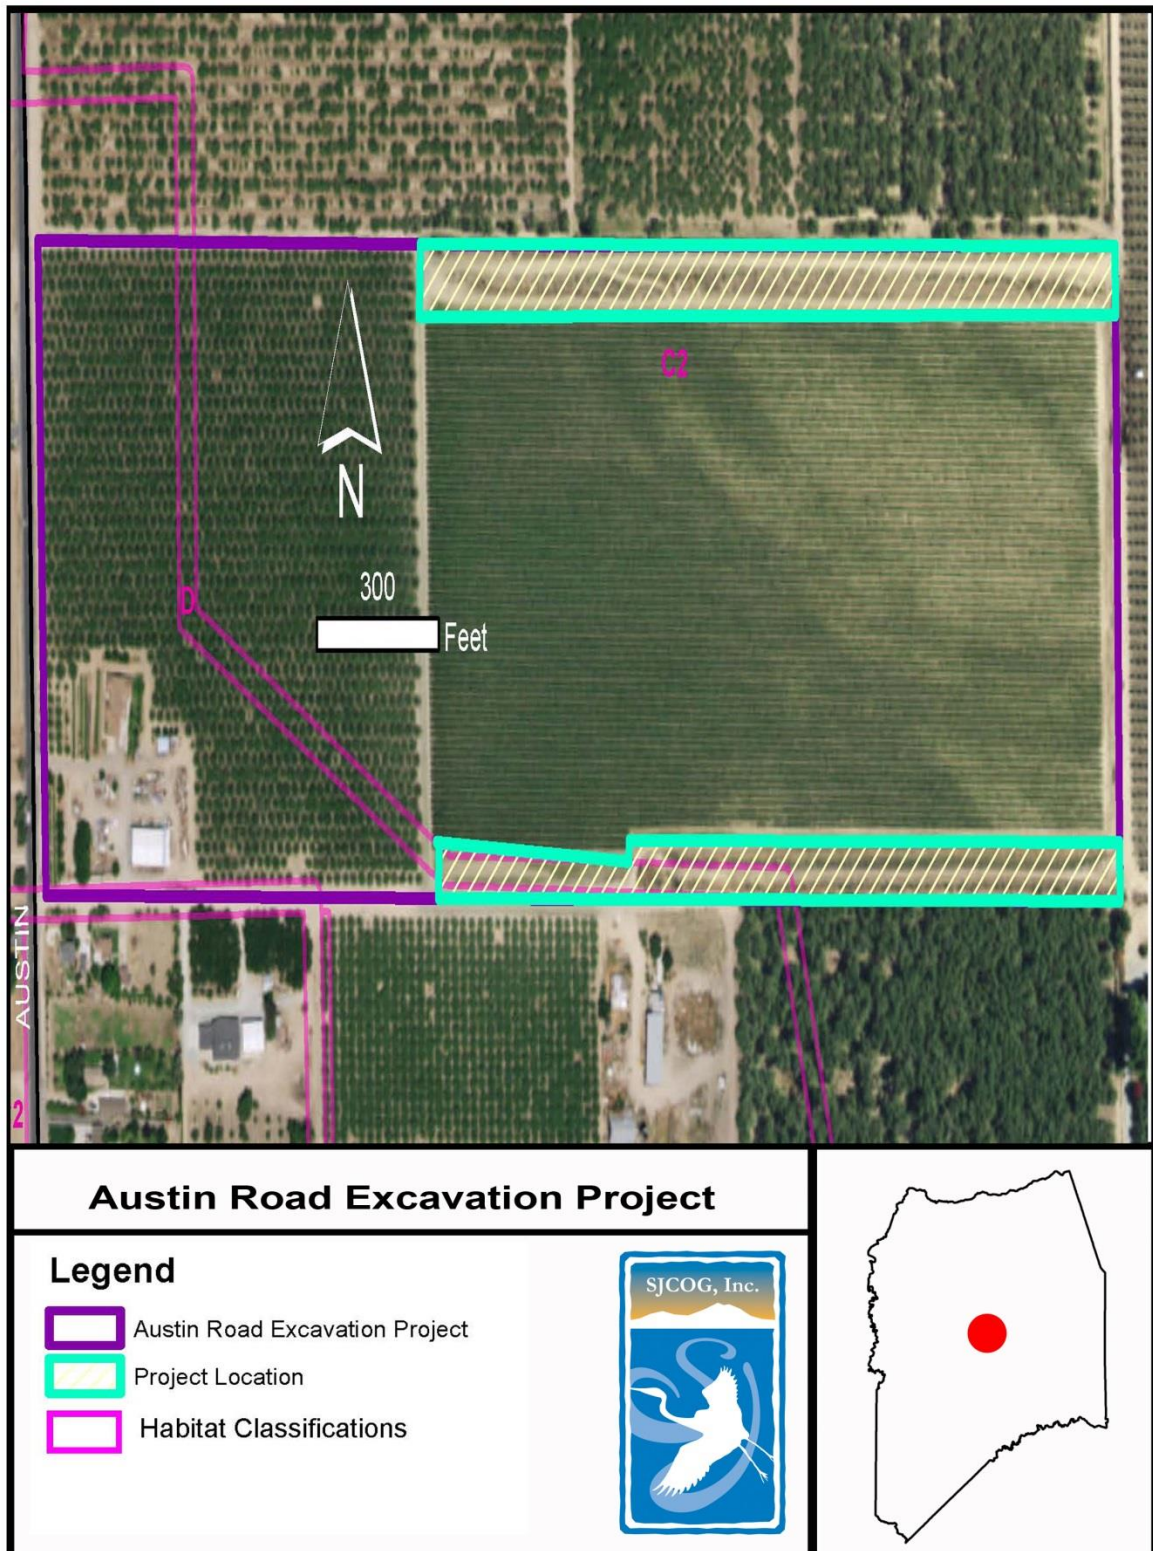 C2
N
300
Feet
D
AUSTIN
2
Austin Road Excavation Project
Legend
Austin Road Excavation Project
Project Location
Habitat Classifications
SJCOG, Inc.